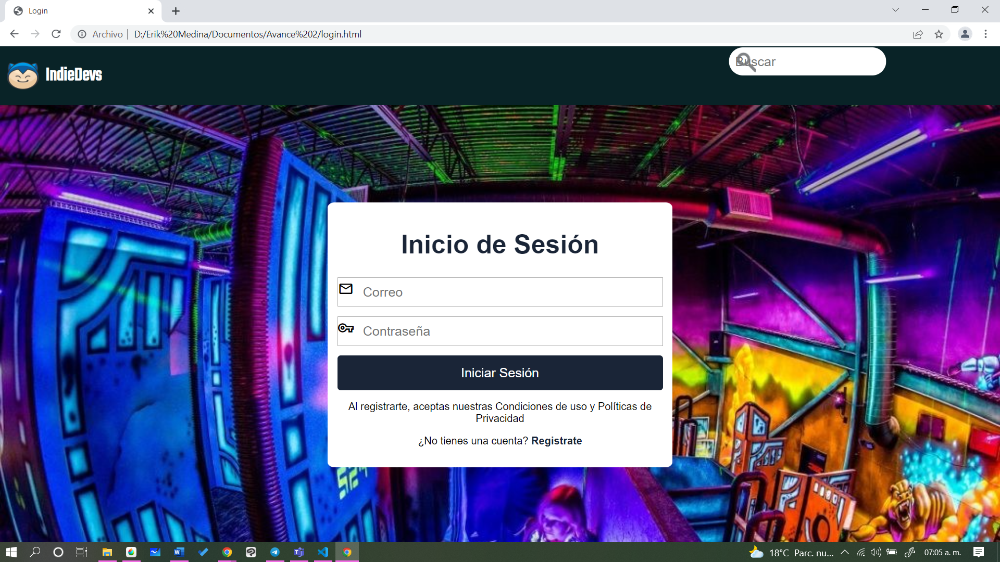 Login
Archivo
D:/Erik%20Medina/Documentos/Avance%202/login.html
IndieDevs
Buscar
Inicio de Sesión
Correo
Contraseña
Iniciar Sesión
Al registrarte, aceptas nuestras Condiciones de uso y Políticas de
Privacidad
¿No tienes una cuenta? Registrate
18°C Parc. nu...
07:05 a. m.